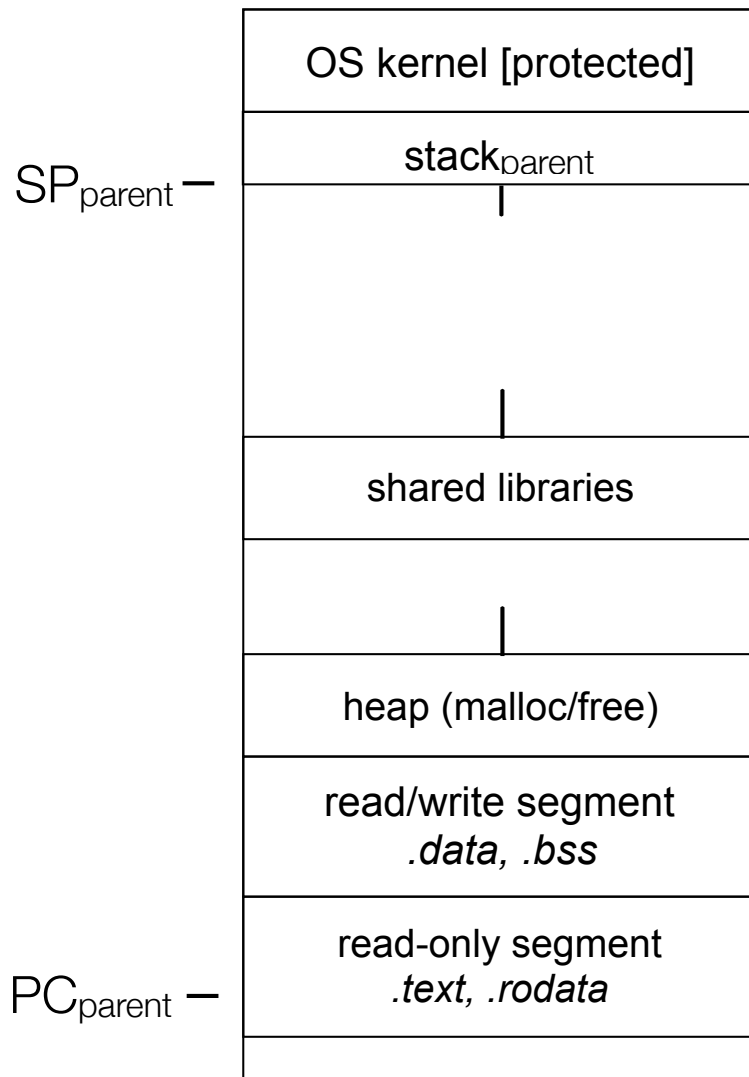 OS kernel [protected]
stackparent
SPparent
shared libraries
heap (malloc/free)
read/write segment
.data, .bss
read-only segment
.text, .rodata
PCparent